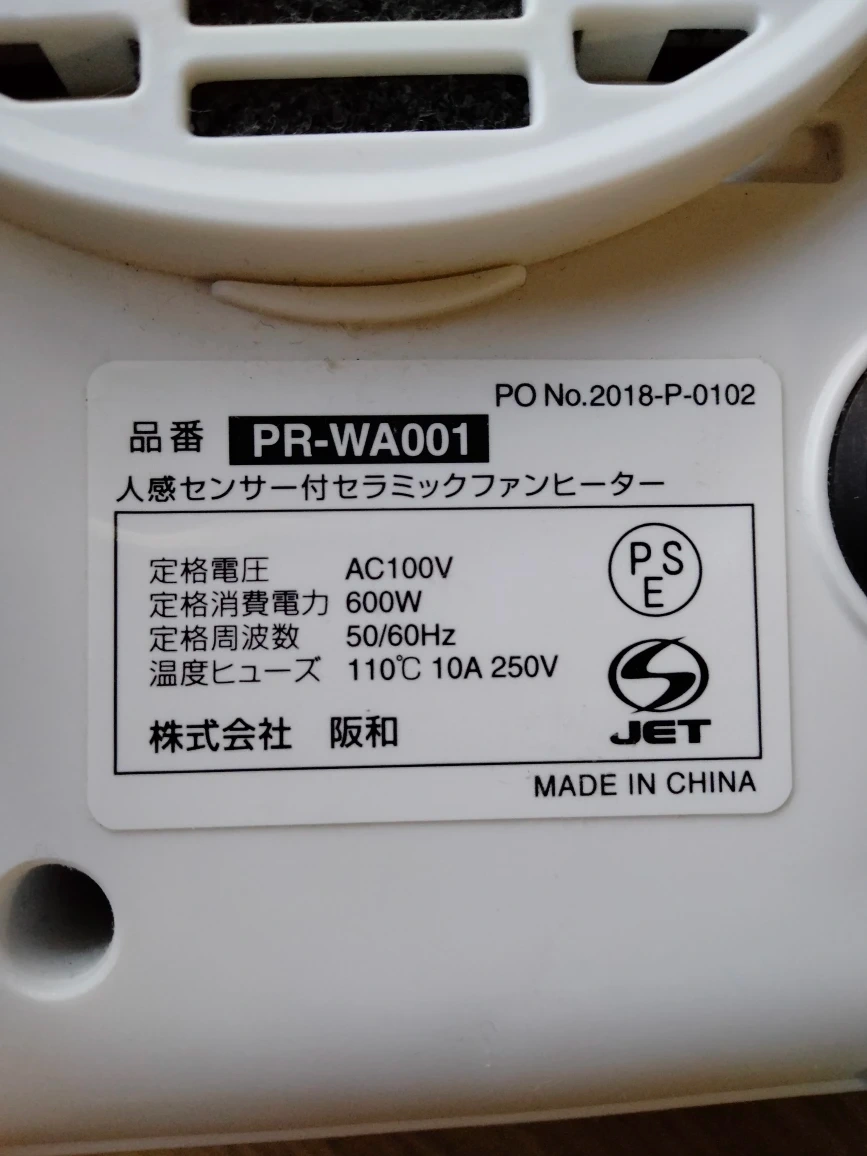 PO No.2018-P-0102
品番 PR-WA001
人感センサー付セラミックファンヒーター
定格電圧 AC100V
定格消費電力 600W
定格周波数 50/60Hz
温度ヒューズ 110℃ 10A 250V
株式会社 阪和
PSE
JET
MADE IN CHINA